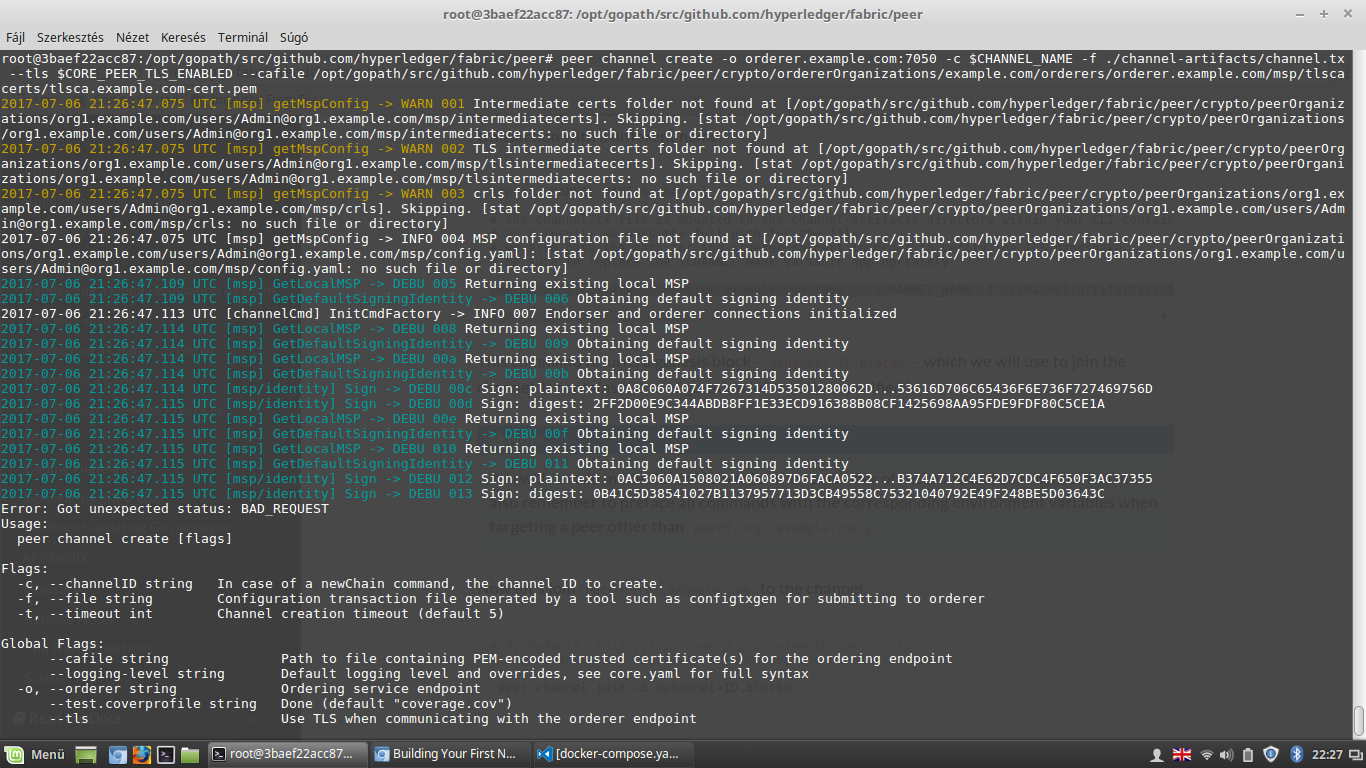 root@3baef22acc87: /opt/gopath/src/github.com/hyperledger/fabric/peer
Fájl Szerkesztés Nézet Keresés Terminál Súgó
root@3baef22acc87:/opt/gopath/src/github.com/hyperledger/fabric/peer# peer channel create -o orderer.example.com:7050 -c $CHANNEL_NAME -f ./channel-artifacts/channel.tx
 --tls $CORE_PEER_TLS_ENABLED --cafile /opt/gopath/src/github.com/hyperledger/fabric/peer/crypto/ordererOrganizations/example.com/orderers/orderer.example.com/msp/tlsca
certs/tlsca.example.com-cert.pem
2017-07-06 21:26:47.075 UTC [msp] getMspConfig -> WARN 001 Intermediate certs folder not found at [/opt/gopath/src/github.com/hyperledger/fabric/peer/crypto/peerOrganiz
ations/org1.example.com/users/Admin@org1.example.com/msp/intermediatecerts]. Skipping. [stat /opt/gopath/src/github.com/hyperledger/fabric/peer/crypto/peerOrganizations
/org1.example.com/users/Admin@org1.example.com/msp/intermediatecerts: no such file or directory]
2017-07-06 21:26:47.075 UTC [msp] getMspConfig -> WARN 002 TLS intermediate certs folder not found at [/opt/gopath/src/github.com/hyperledger/fabric/peer/crypto/peerOrg
anizations/org1.example.com/users/Admin@org1.example.com/msp/tlsintermediatecerts]. Skipping. [stat /opt/gopath/src/github.com/hyperledger/fabric/peer/crypto/peerOrgani
zations/org1.example.com/users/Admin@org1.example.com/msp/tlsintermediatecerts: no such file or directory]
2017-07-06 21:26:47.075 UTC [msp] getMspConfig -> WARN 003 crls folder not found at [/opt/gopath/src/github.com/hyperledger/fabric/peer/crypto/peerOrganizations/org1.ex
ample.com/users/Admin@org1.example.com/msp/crls]. Skipping. [stat /opt/gopath/src/github.com/hyperledger/fabric/peer/crypto/peerOrganizations/org1.example.com/users/Adm
in@org1.example.com/msp/crls: no such file or directory]
2017-07-06 21:26:47.075 UTC [msp] getMspConfig -> INFO 004 MSP configuration file not found at [/opt/gopath/src/github.com/hyperledger/fabric/peer/crypto/peerOrganizati
ons/org1.example.com/users/Admin@org1.example.com/msp/config.yaml]: [stat /opt/gopath/src/github.com/hyperledger/fabric/peer/crypto/peerOrganizations/org1.example.com/u
sers/Admin@org1.example.com/msp/config.yaml: no such file or directory]
2017-07-06 21:26:47.109 UTC [msp] GetLocalMSP -> DEBU 005 Returning existing local MSP
2017-07-06 21:26:47.109 UTC [msp] GetDefaultSigningIdentity -> DEBU 006 Obtaining default signing identity
2017-07-06 21:26:47.113 UTC [channelCmd] InitCmdFactory -> INFO 007 Endorser and orderer connections initialized
2017-07-06 21:26:47.114 UTC [msp] GetLocalMSP -> DEBU 008 Returning existing local MSP
2017-07-06 21:26:47.114 UTC [msp] GetDefaultSigningIdentity -> DEBU 009 Obtaining default signing identity
2017-07-06 21:26:47.114 UTC [msp] GetLocalMSP -> DEBU 00a Returning existing local MSP
2017-07-06 21:26:47.114 UTC [msp] GetDefaultSigningIdentity -> DEBU 00b Obtaining default signing identity
2017-07-06 21:26:47.114 UTC [msp/identity] Sign -> DEBU 00c Sign: plaintext: 0A8C060A074F7267314D53501280062D...53616D706C65436F6E736F727469756D
2017-07-06 21:26:47.114 UTC [msp/identity] Sign -> DEBU 00d Sign: digest: 2FF2D00E9C344ABDB8FF1E33ECD916388B08CF1425698AA95FDE9FDF80C5CE1A
2017-07-06 21:26:47.115 UTC [msp] GetLocalMSP -> DEBU 00e Returning existing local MSP
2017-07-06 21:26:47.115 UTC [msp] GetDefaultSigningIdentity -> DEBU 00f Obtaining default signing identity
2017-07-06 21:26:47.115 UTC [msp] GetLocalMSP -> DEBU 010 Returning existing local MSP
2017-07-06 21:26:47.115 UTC [msp] GetDefaultSigningIdentity -> DEBU 011 Obtaining default signing identity
2017-07-06 21:26:47.115 UTC [msp/identity] Sign -> DEBU 012 Sign: plaintext: 0AC3060A1508021A060897D6FACA0522...B374A712C4E62D7CDC4F650F3AC37355
2017-07-06 21:26:47.115 UTC [msp/identity] Sign -> DEBU 013 Sign: digest: 0B41C5D38541027B1137957713D3CB49558C75321040792E49F248BE5D03643C
Error: Got unexpected status: BAD_REQUEST
Usage:
  peer channel create [flags]
Flags:
  -c, --channelID string   In case of a newChain command, the channel ID to create.
  -f, --file string        Configuration transaction file generated by a tool such as configtxgen for submitting to orderer
  -t, --timeout int        Channel creation timeout (default 5)
Global Flags:
      --cafile string              Path to file containing PEM-encoded trusted certificate(s) for the ordering endpoint
      --logging-level string       Default logging level and overrides, see core.yaml for full syntax
  -o, --orderer string             Ordering service endpoint
      --test.coverprofile string   Done (default "coverage.cov")
      --tls                        Use TLS when communicating with the orderer endpoint
Menü root@3baef22acc87:... Building Your First N... [docker-compose.ya... 22:27